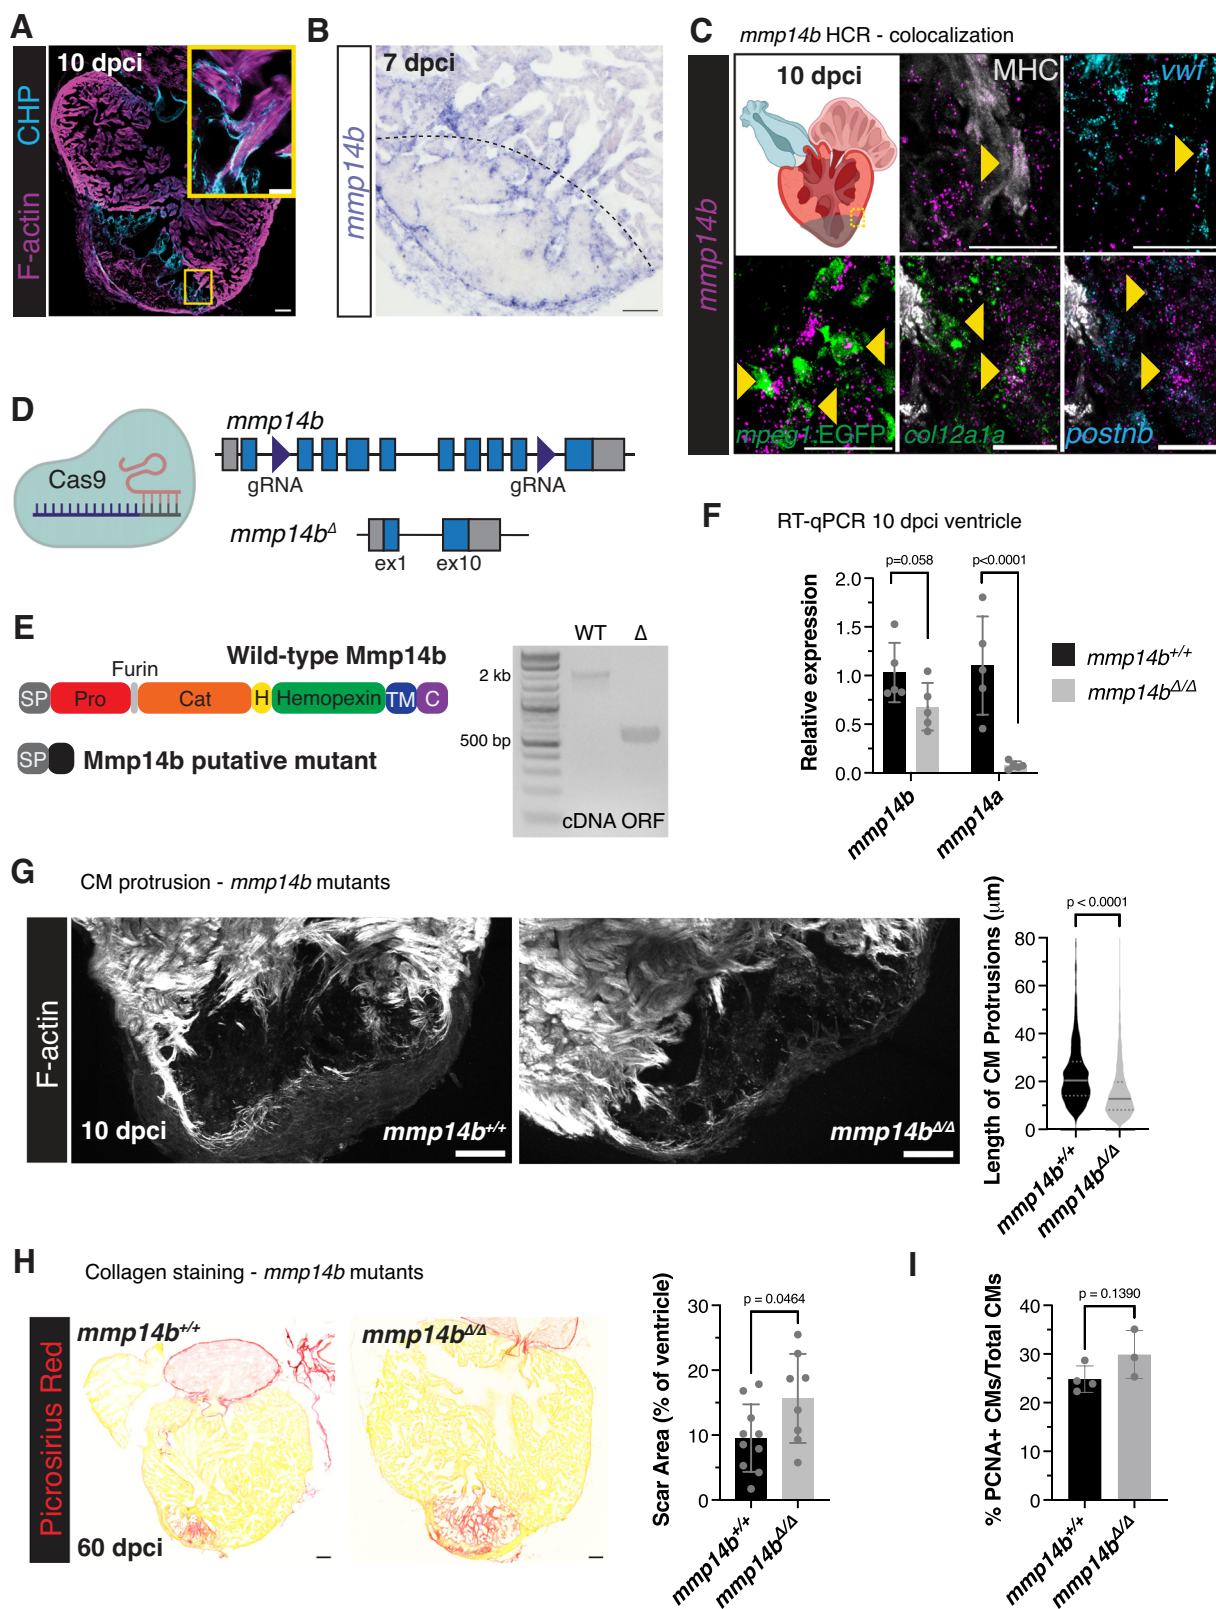 A
10 dpci
CHP
F-actin
B
7 dpci
mmp14b
C
mmp14b HCR - colocalization
mmp14b
10 dpci
MHC
vwf
mpeg1:EGFP
col12a1a
postnb
D
Cas9
mmp14b
gRNA
gRNA
mmp14bΔ
ex1
ex10
E
Wild-type Mmp14b
Furin
SP
Pro
Cat
H
Hemopexin
TM
C
SP
Mmp14b putative mutant
WT
Δ
2 kb
500 bp
cDNA ORF
F
RT-qPCR 10 dpci ventricle
p=0.058
p<0.0001
Relative expression
2.0
1.5
1.0
0.5
0.0
mmp14b
mmp14a
mmp14b+/+
mmp14bΔ/Δ
G
CM protrusion - mmp14b mutants
F-actin
10 dpci
mmp14b+/+
mmp14bΔ/Δ
p < 0.0001
Length of CM Protrusions (μm)
80
60
40
20
0
mmp14b+/+
mmp14bΔ/Δ
H
Collagen staining - mmp14b mutants
Picrosirius Red
mmp14b+/+
60 dpci
mmp14bΔ/Δ
p = 0.0464
Scar Area (% of ventricle)
30
20
10
0
mmp14b+/+
mmp14bΔ/Δ
I
p = 0.1390
% PCNA+ CMs/Total CMs
40
30
20
10
0
mmp14b+/+
mmp14bΔ/Δ